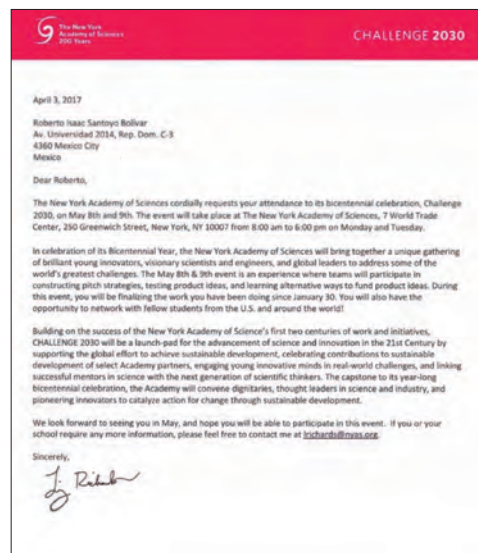 The New York
Academy of Sciences
200 Years
CHALLENGE 2030
April 3, 2017
Roberto Isaac Santoyo Bolívar
Av. Universidad 2014, Rep. Dom. C-3
4360 Mexico City
Mexico
Dear Roberto,
The New York Academy of Sciences cordially requests your attendance to its bicentennial celebration, Challenge
2030, on May 8th and 9th. The event will take place at The New York Academy of Sciences, 7 World Trade
Center, 250 Greenwich Street, New York, NY 10007 from 8:00 am to 6:00 pm on Monday and Tuesday.
In celebration of its Bicentennial Year, the New York Academy of Sciences will bring together a unique gathering
of brilliant young innovators, visionary scientists and engineers, and global leaders to address some of the
world's greatest challenges. The May 8th & 9th event is an experience where teams will participate in
constructing pitch strategies, testing product ideas, and learning alternative ways to fund product ideas. During
this event, you will be finalizing the work you have been doing since January 30. You will also have the
opportunity to network with fellow students from the U.S. and around the world!
Building on the success of the New York Academy of Science's first two centuries of work and initiatives,
CHALLENGE 2030 will be a launch-pad for the advancement of science and innovation in the 21st Century by
supporting the global effort to achieve sustainable development, celebrating contributions to sustainable
development of select Academy partners, engaging young innovative minds in real-world challenges, and linking
successful mentors in science with the next generation of scientific thinkers. The capstone to its year-long
bicentennial celebration, the Academy will convene dignitaries, thought leaders in science and industry, and
pioneering innovators to catalyze action for change through sustainable development.
We look forward to seeing you in May, and hope you will be able to participate in this event. If you or your
school require any more information, please feel free to contact me at lrichards@nyas.org.
Sincerely,